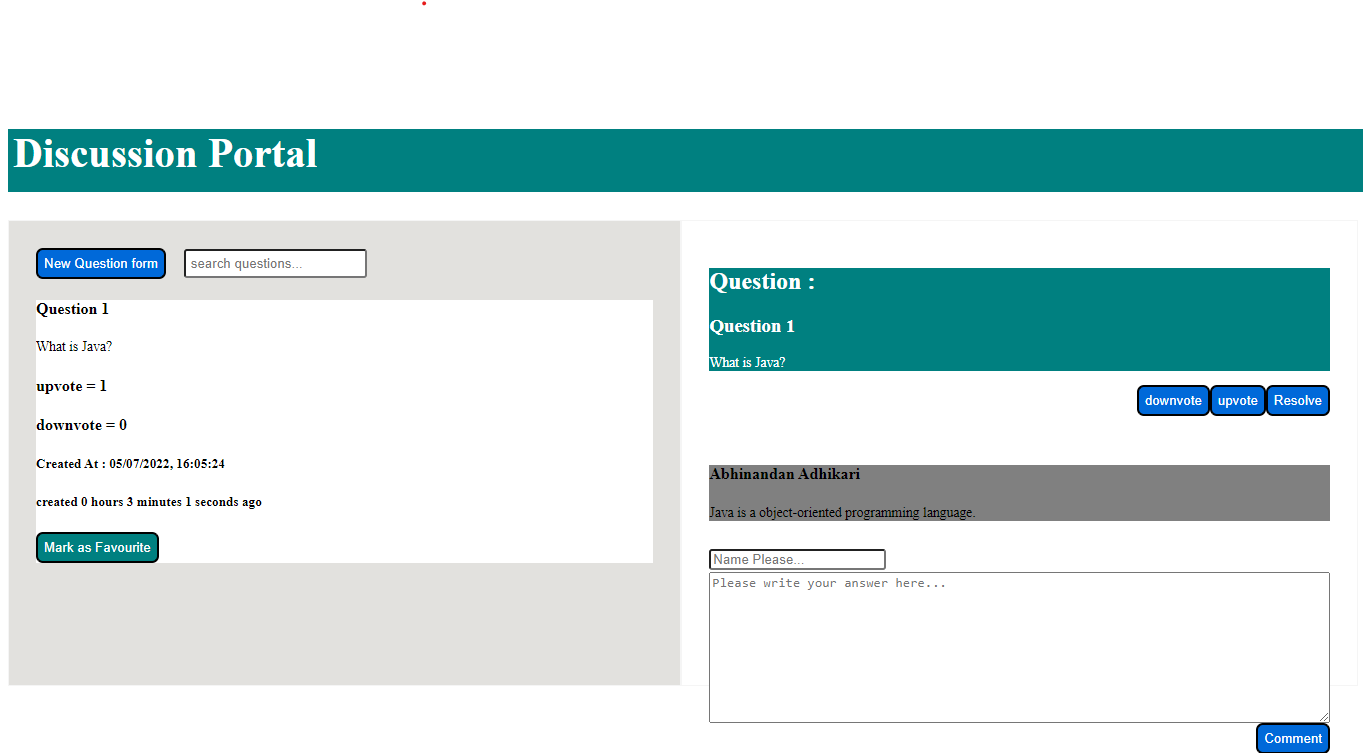 Discussion Portal
New Question form
search questions...
Question 1
What is Java?
upvote = 1
downvote = 0
Created At : 05/07/2022, 16:05:24
created 0 hours 3 minutes 1 seconds ago
Mark as Favourite
Question :
Question 1
What is Java?
downvote upvote Resolve
Abhinandan Adhikari
Java is a object-oriented programming language.
Name Please...
Please write your answer here...
Comment